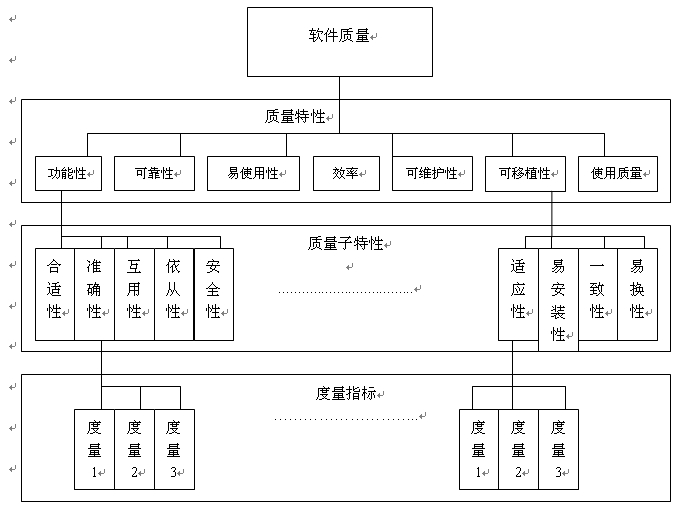 软件质量
质量特性
功能性 可靠性 易使用性 效率 可维护性 可移植性 使用质量
质量子特性
合适性 准确性 互用性 依从性 安全性 适应性 易安装性 一致性 易换性
………………………………
度量指标
………………………………
度量1 度量2 度量3 度量1 度量2 度量3